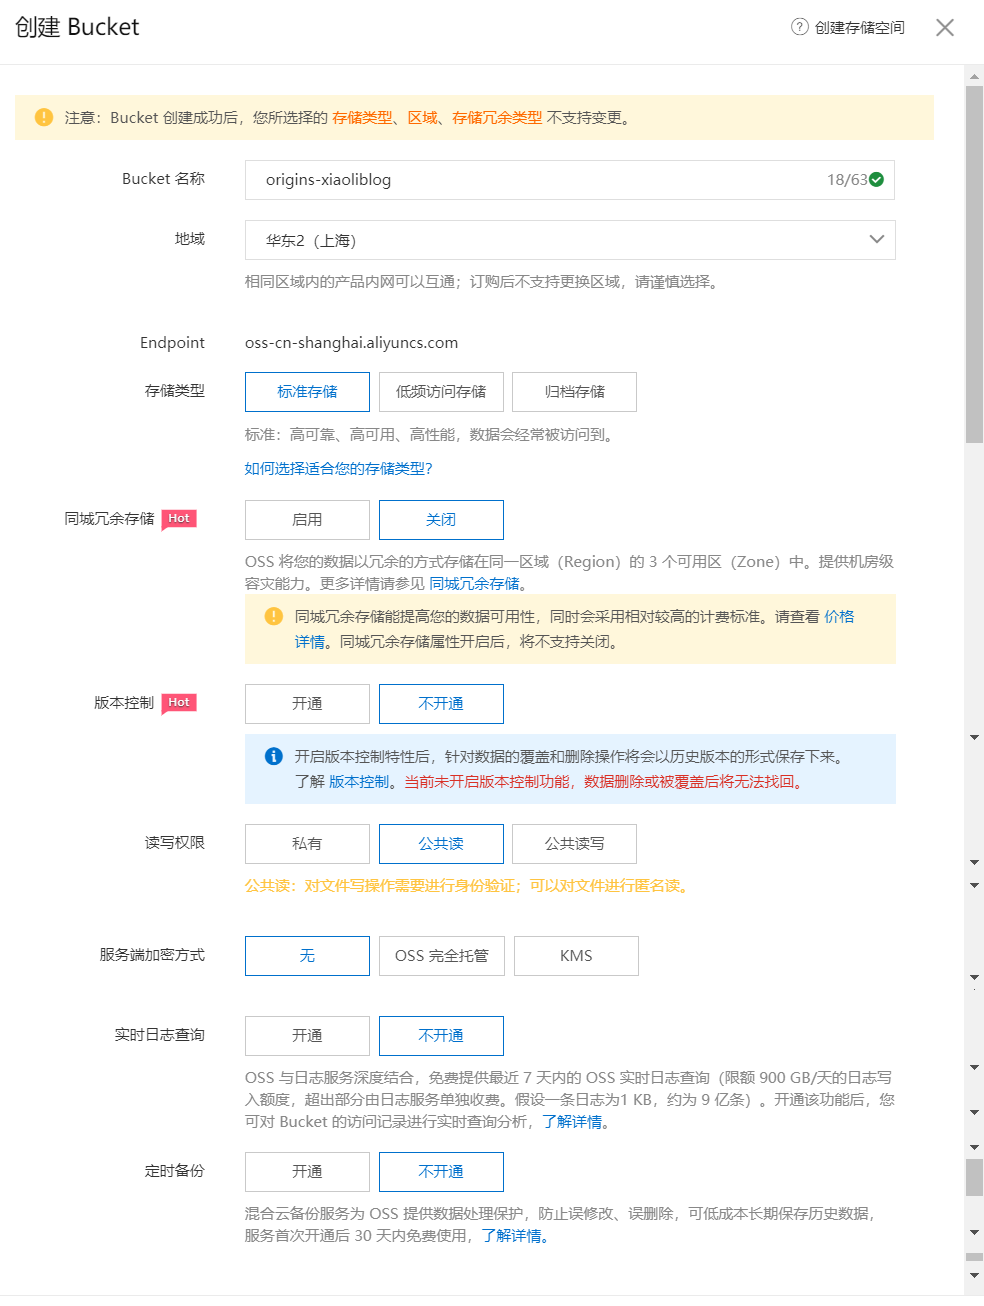 创建 Bucket
创建存储空间
注意：Bucket 创建成功后，您所选择的 存储类型、区域、存储冗余类型 不支持变更。
Bucket 名称
origins-xiaoliblog
18/63
地域
华东2（上海）
相同区域内的产品内网可以互通；订购后不支持更换区域，请谨慎选择。
Endpoint
oss-cn-shanghai.aliyuncs.com
存储类型
标准存储
低频访问存储
归档存储
标准：高可靠、高可用、高性能，数据会经常被访问到。
如何选择适合您的存储类型？
同城冗余存储 Hot
启用
关闭
OSS 将您的数据以冗余的方式存储在同一区域（Region）的 3 个可用区（Zone）中。提供机房级
容灾能力。更多详情请参见 同城冗余存储。
同城冗余存储能提高您的数据可用性，同时会采用相对较高的计费标准。请查看 价格
详情。同城冗余存储属性开启后，将不支持关闭。
版本控制 Hot
开通
不开通
开启版本控制特性后，针对数据的覆盖和删除操作将会以历史版本的形式保存下来。
了解 版本控制。当前未开启版本控制功能，数据删除或被覆盖后将无法找回。
读写权限
私有
公共读
公共读写
公共读：对文件写操作需要进行身份验证；可以对文件进行匿名读。
服务端加密方式
无
OSS 完全托管
KMS
实时日志查询
开通
不开通
OSS 与日志服务深度结合，免费提供最近 7 天内的 OSS 实时日志查询（限额 900 GB/天的日志写
入额度，超出部分由日志服务单独收费。假设一条日志为1 KB，约为 9 亿条）。开通该功能后，您
可对 Bucket 的访问记录进行实时查询分析，了解详情。
定时备份
开通
不开通
混合云备份服务为 OSS 提供数据处理保护，防止误修改、误删除，可低成本长期保存历史数据，
服务首次开通后 30 天内免费使用，了解详情。